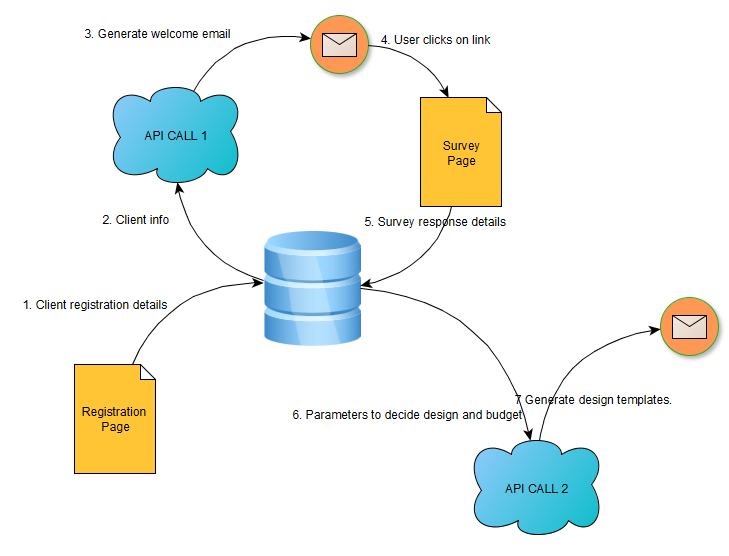 3. Generate welcome email
4. User clicks on link
API CALL 1
Survey
Page
2. Client info
5. Survey response details
1. Client registration details
Registration
Page
6. Parameters to decide design and budget
7 Generate design templates.
API CALL 2